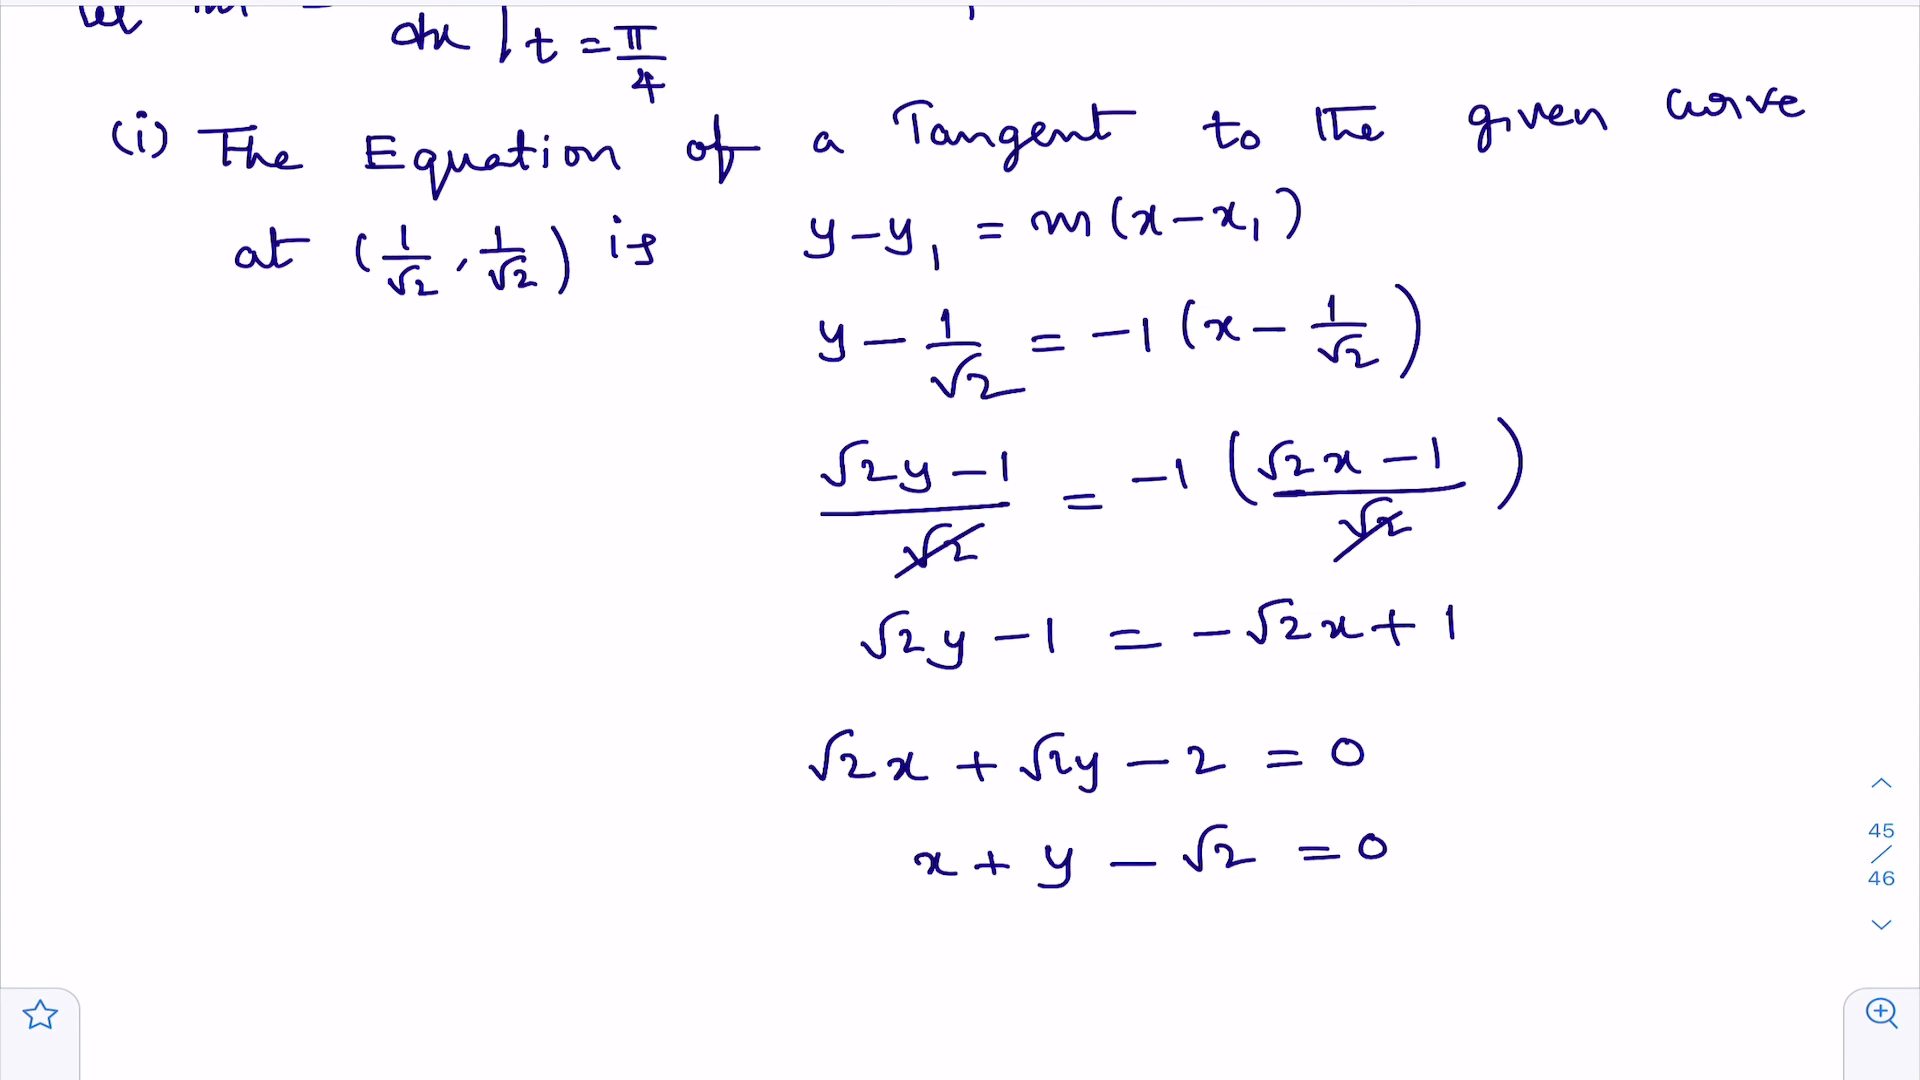 let m =
dx | t = π/4
(i) The Equation of a Tangent to the given curve
at (1/√2, 1/√2) is y - y₁ = m(x - x₁)
y - 1/√2 = -1(x - 1/√2)
(√2y - 1)/√2 = -1((√2x - 1)/√2)
√2y - 1 = -√2x + 1
√2x + √2y - 2 = 0
x + y - √2 = 0
45
/
46